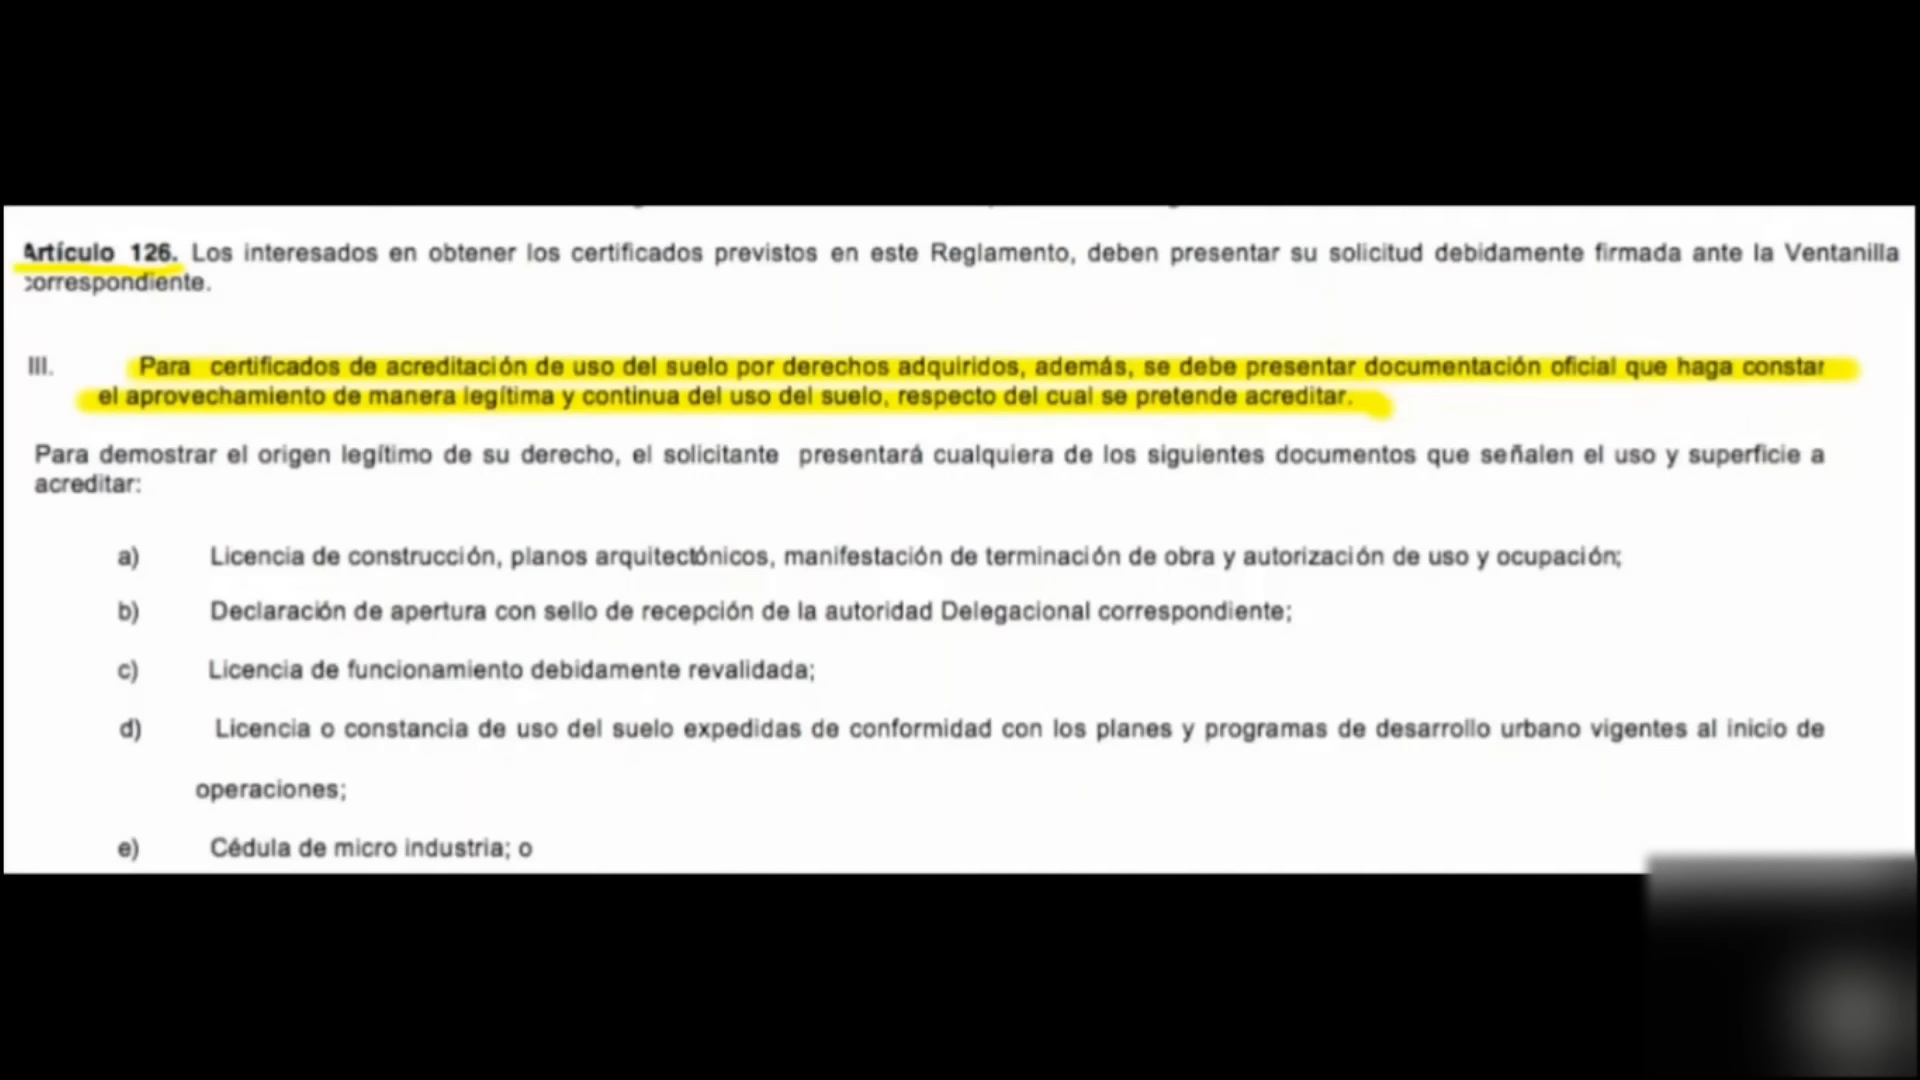 Artículo 126. Los interesados en obtener los certificados previstos en este Reglamento, deben presentar su solicitud debidamente firmada ante la Ventanilla
correspondiente.
III. Para certificados de acreditación de uso del suelo por derechos adquiridos, además, se debe presentar documentación oficial que haga constar
el aprovechamiento de manera legítima y continua del uso del suelo, respecto del cual se pretende acreditar.
Para demostrar el origen legítimo de su derecho, el solicitante presentará cualquiera de los siguientes documentos que señalen el uso y superficie a
acreditar:
a) Licencia de construcción, planos arquitectónicos, manifestación de terminación de obra y autorización de uso y ocupación;
b) Declaración de apertura con sello de recepción de la autoridad Delegacional correspondiente;
c) Licencia de funcionamiento debidamente revalidada;
d) Licencia o constancia de uso del suelo expedidas de conformidad con los planes y programas de desarrollo urbano vigentes al inicio de
operaciones;
e) Cédula de micro industria; o